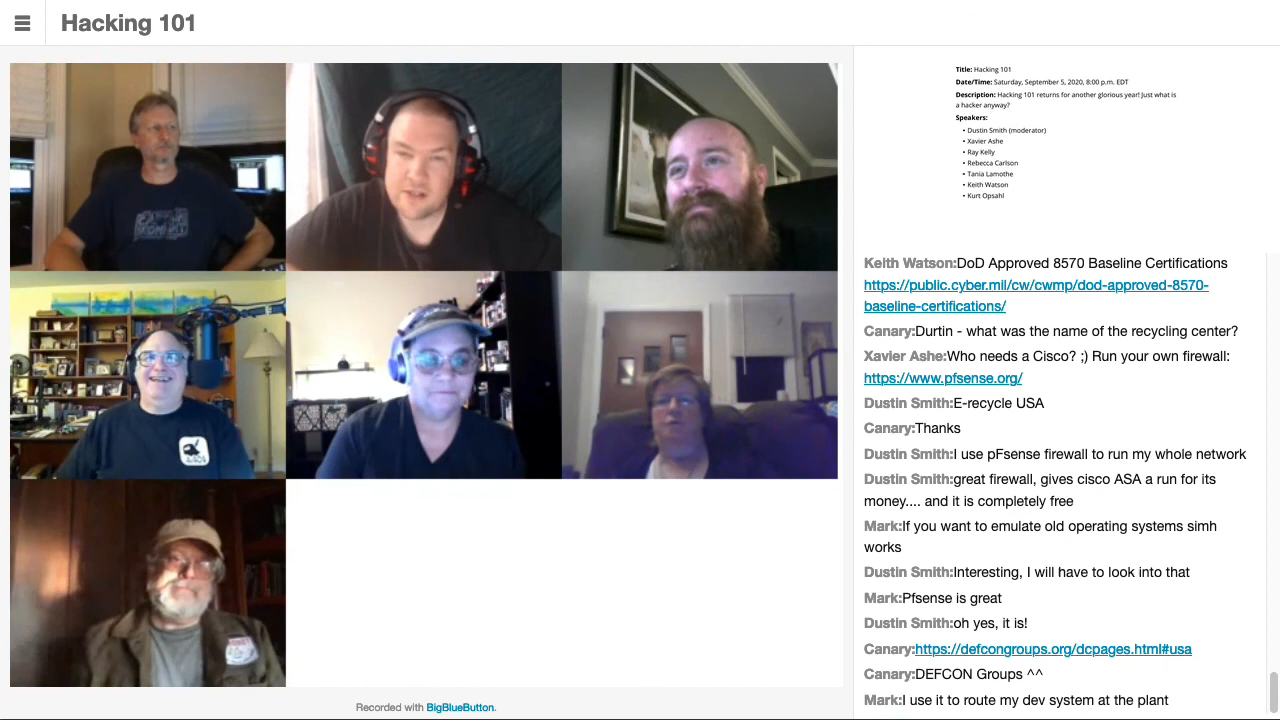 Hacking 101
Title: Hacking 101
Date/Time: Saturday, September 5, 2020, 8:00 p.m. EDT
Description: Hacking 101 returns for another glorious year! Just what is
a hacker anyway?
Speakers:
• Dustin Smith (moderator)
• Xavier Ashe
• Ray Kelly
• Rebecca Carlson
• Tania Lamothe
• Keith Watson
• Kurt Opsahl
Keith Watson:DoD Approved 8570 Baseline Certifications
https://public.cyber.mil/cw/cwmp/dod-approved-8570-
baseline-certifications/
Canary:Durtin - what was the name of the recycling center?
Xavier Ashe:Who needs a Cisco? ;) Run your own firewall:
https://www.pfsense.org/
Dustin Smith:E-recycle USA
Canary:Thanks
Dustin Smith:I use pFsense firewall to run my whole network
Dustin Smith:great firewall, gives cisco ASA a run for its
money.... and it is completely free
Mark:If you want to emulate old operating systems simh
works
Dustin Smith:Interesting, I will have to look into that
Mark:Pfsense is great
Dustin Smith:oh yes, it is!
Canary:https://defcongroups.org/dcpages.html#usa
Canary:DEFCON Groups ^^
Mark:I use it to route my dev system at the plant
Recorded with BigBlueButton.